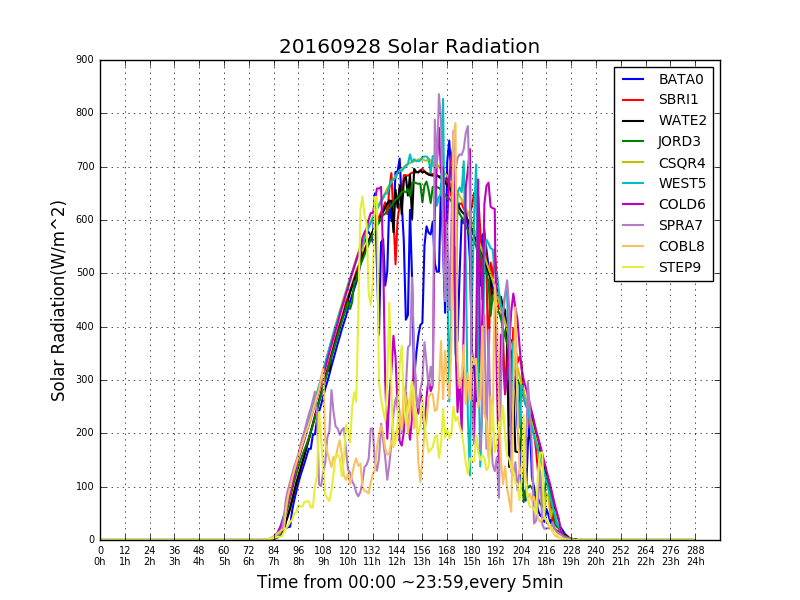 20160928 Solar Radiation
Solar Radiation(W/m^2)
900
800
700
600
500
400
300
200
100
0
BATA0
SBRI1
WATE2
JORD3
CSQR4
WEST5
COLD6
SPRA7
COBL8
STEP9
0 12 24 36 48 60 72 84 96 108 120 132 144 156 168 180 192 204 216 228 240 252 264 276 288
0h 1h 2h 3h 4h 5h 6h 7h 8h 9h 10h 11h 12h 13h 14h 15h 16h 17h 18h 19h 20h 21h 22h 23h 24h
Time from 00:00 ~23:59,every 5min